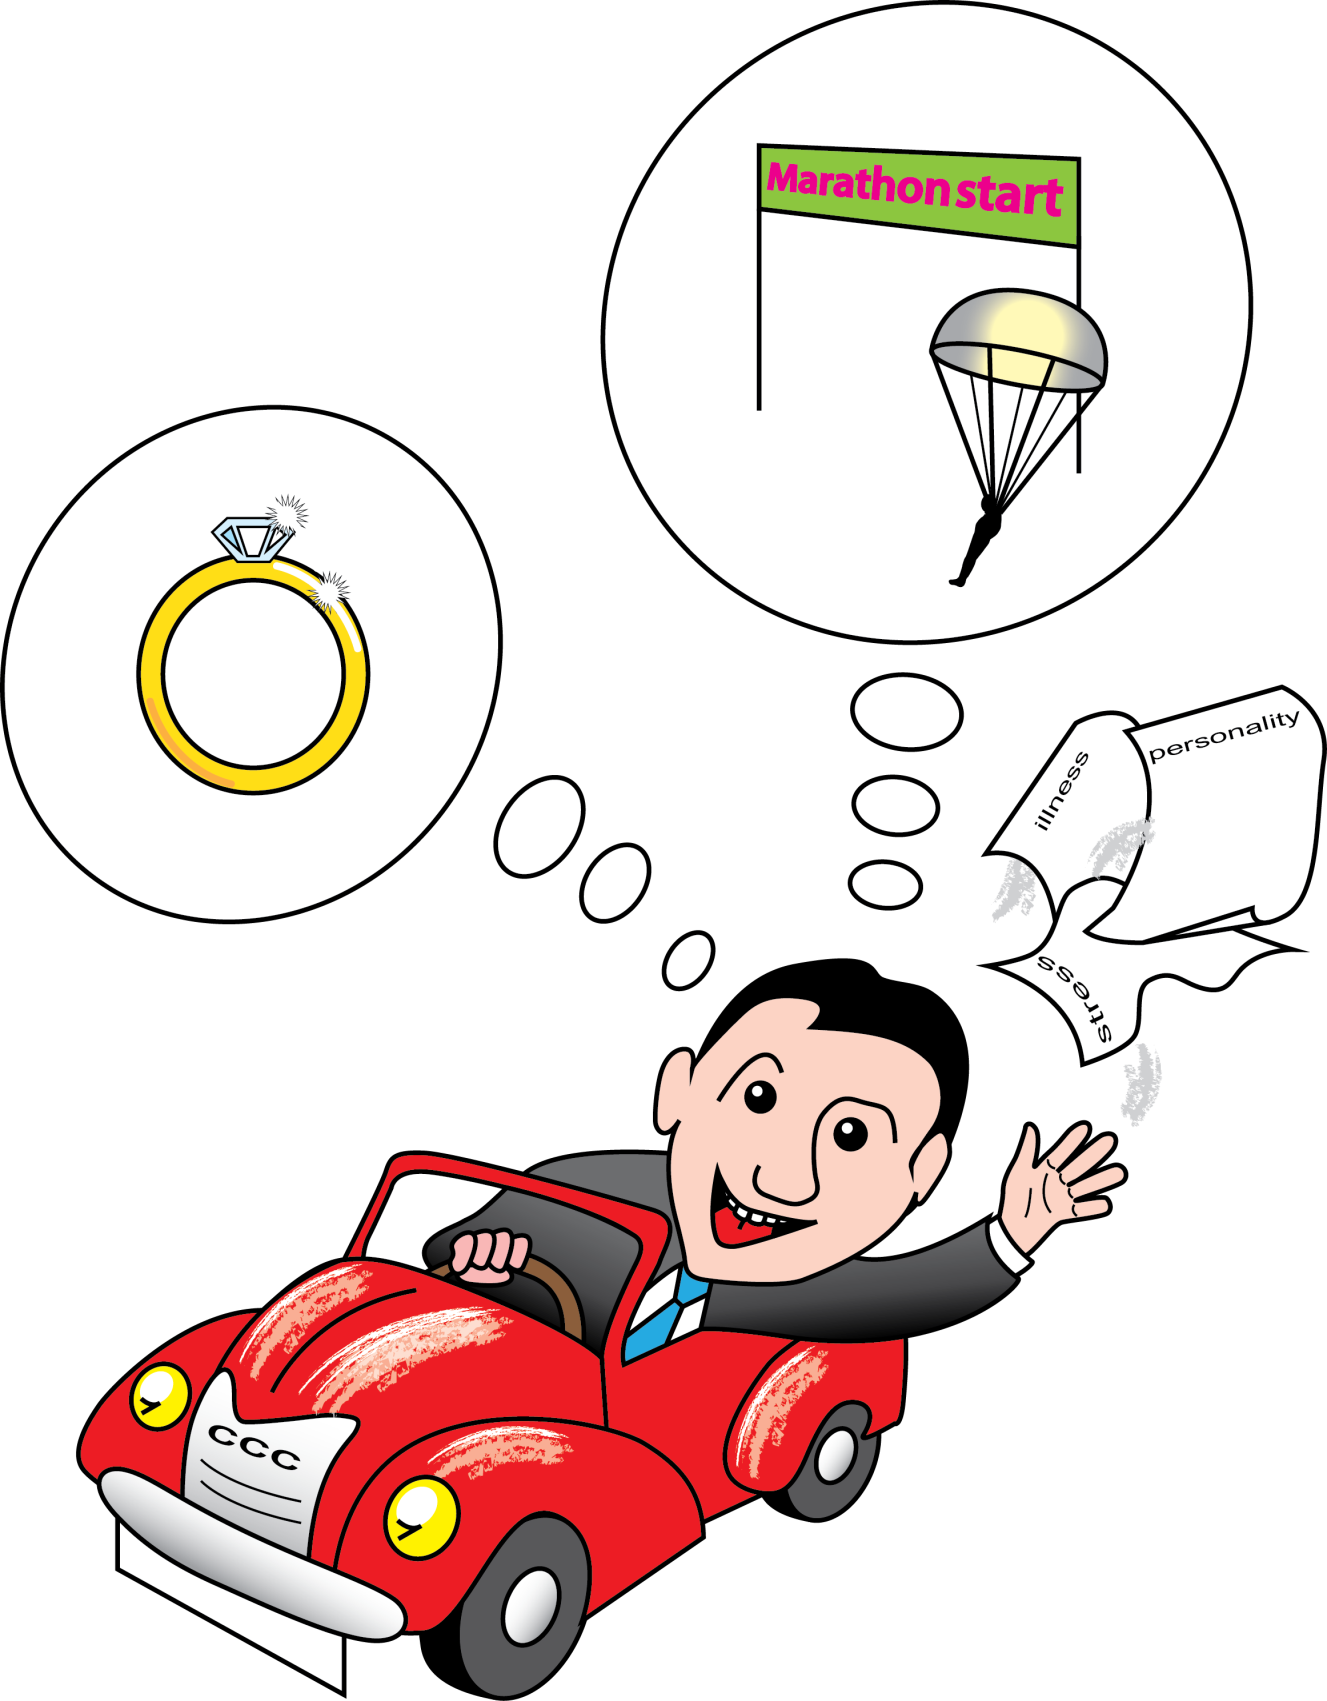 Marathon start
personality
illness
stress
CCC